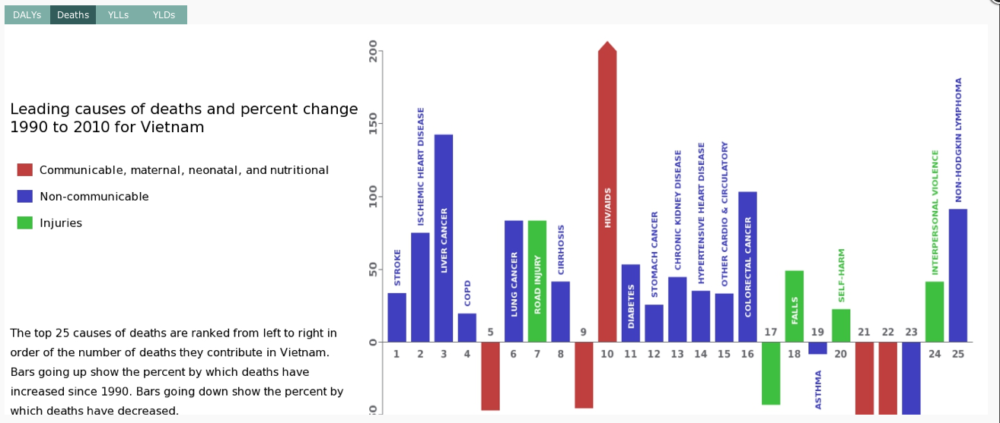 DALYs Deaths YLLs YLDs
Leading causes of deaths and percent change
1990 to 2010 for Vietnam
Communicable, maternal, neonatal, and nutritional
Non-communicable
Injuries
The top 25 causes of deaths are ranked from left to right in
order of the number of deaths they contribute in Vietnam.
Bars going up show the percent by which deaths have
increased since 1990. Bars going down show the percent by
which deaths have decreased.
200
150
100
50
0
STROKE
ISCHEMIC HEART DISEASE
LIVER CANCER
COPD
LUNG CANCER
ROAD INJURY
CIRRHOSIS
HIV/AIDS
DIABETES
STOMACH CANCER
CHRONIC KIDNEY DISEASE
HYPERTENSIVE HEART DISEASE
OTHER CARDIO & CIRCULATORY
COLORECTAL CANCER
FALLS
SELF-HARM
INTERPERSONAL VIOLENCE
NON-HODGKIN LYMPHOMA
5 9 17 19 21 22 23
1 2 3 4 6 7 8 10 11 12 13 14 15 16 18 20 24 25
ASTHMA